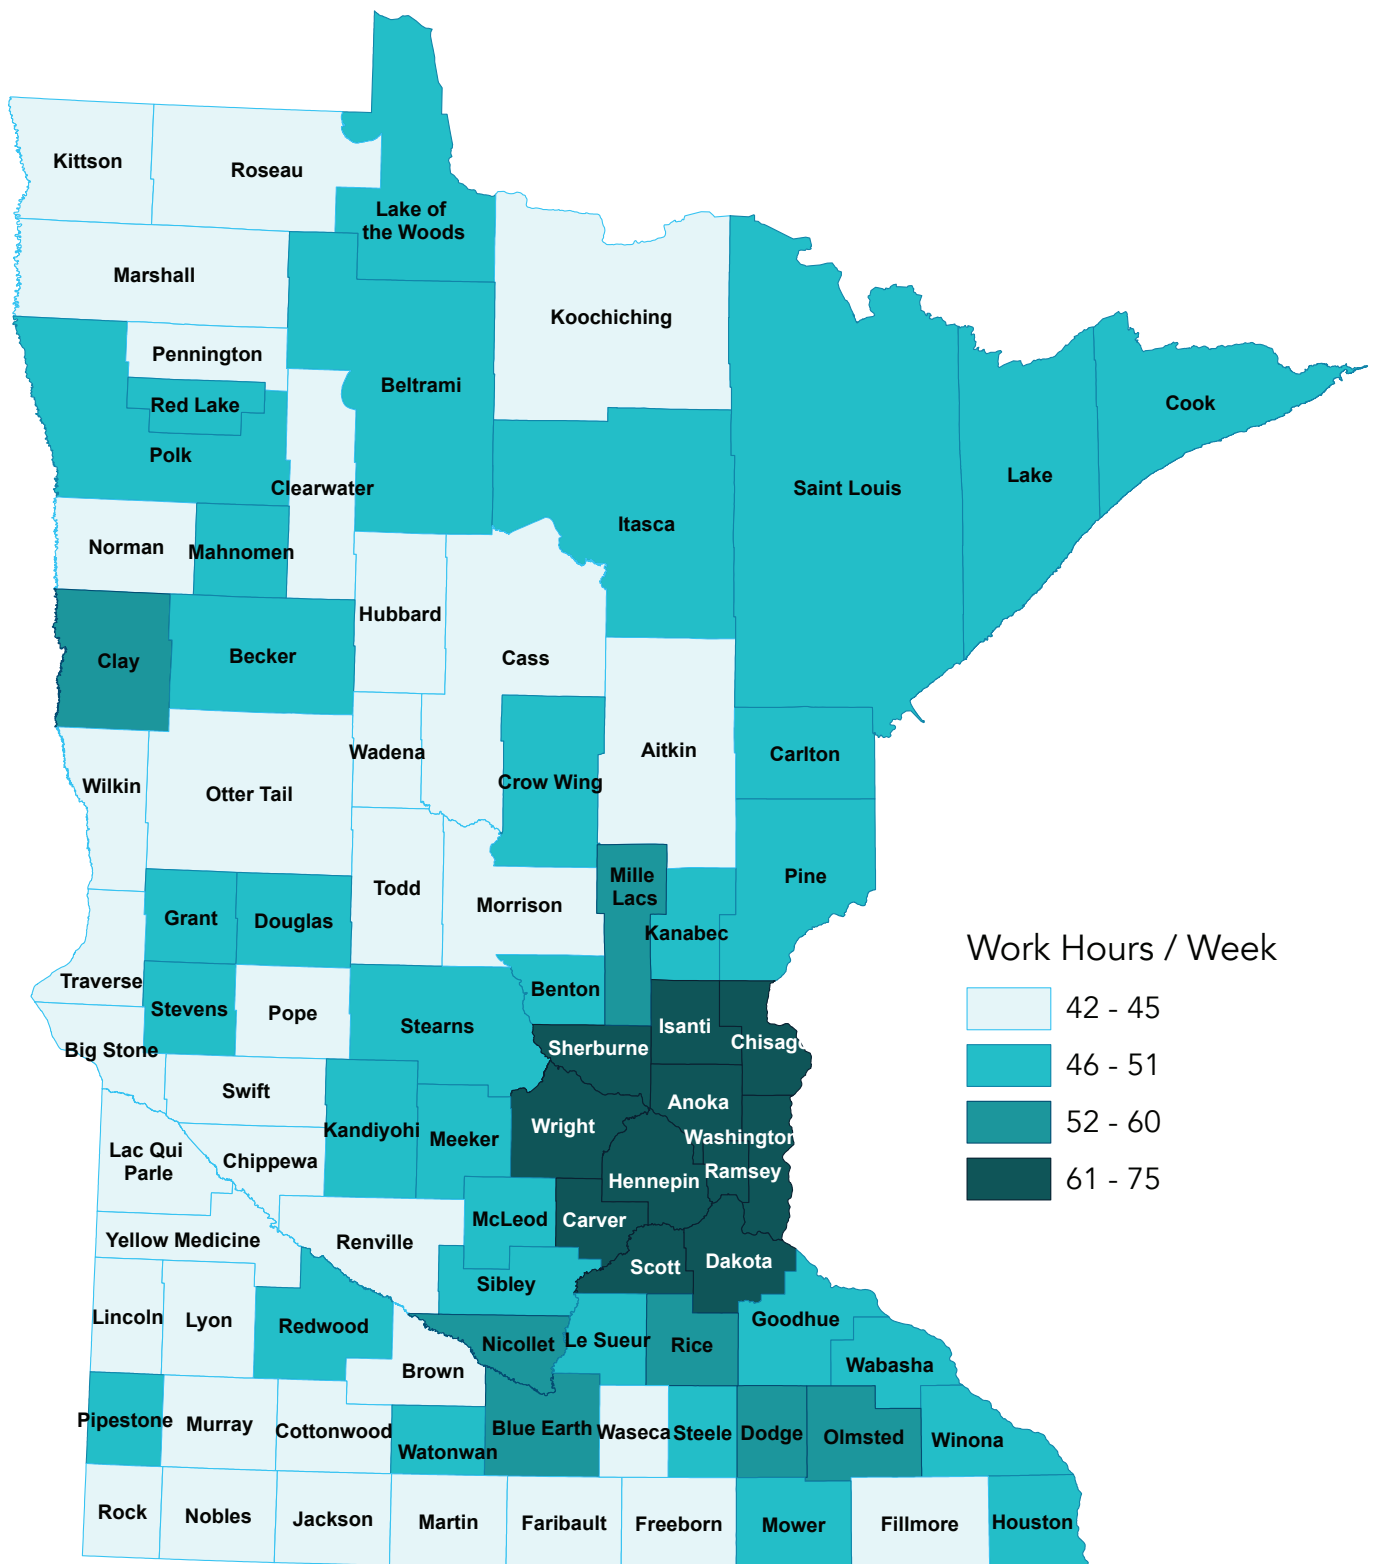 Kittson
Roseau
Lake of
the Woods
Marshall
Koochiching
Pennington
Beltrami
Red Lake
Cook
Polk
Lake
Clearwater
Saint Louis
Itasca
Norman
Mahnomen
Hubbard
Becker
Cass
Clay
Wadena
Aitkin
Carlton
Crow Wing
Wilkin
Otter Tail
Mille
Lacs
Pine
Todd
Morrison
Grant
Douglas
Kanabec
Work Hours / Week
Traverse
Benton
Stevens
Pope
42 - 45
Stearns
Isanti
Chisago
Big Stone
Sherburne
46 - 51
Swift
Anoka
Wright
52 - 60
Kandiyohi
Meeker
Washington
Lac Qui
Parle
Chippewa
Ramsey
Hennepin
61 - 75
McLeod
Carver
Yellow Medicine
Renville
Dakota
Scott
Sibley
Lincoln
Lyon
Redwood
Goodhue
Nicollet
Le Sueur
Rice
Wabasha
Brown
Pipestone
Murray
Cottonwood
Watonwan
Blue Earth
Waseca
Steele
Dodge
Olmsted
Winona
Rock
Nobles
Jackson
Martin
Faribault
Freeborn
Mower
Fillmore
Houston